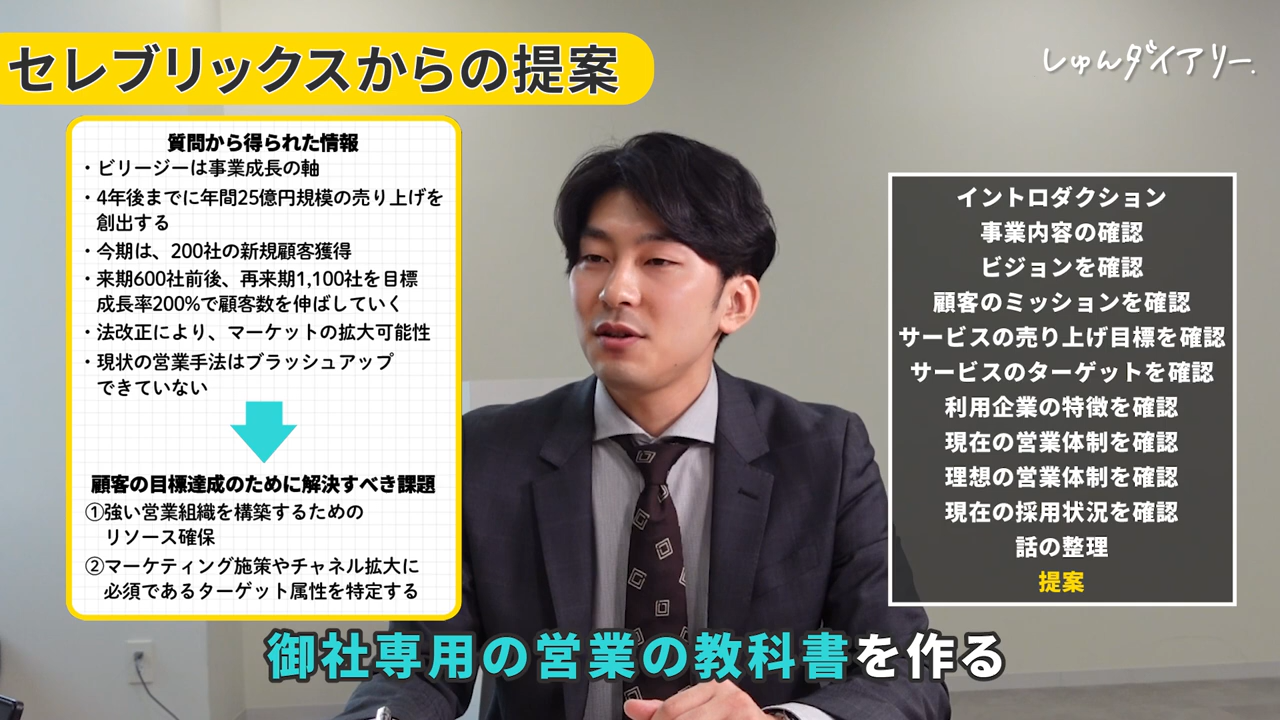 セレブリックスからの提案
しゅんダイアリー.
質問から得られた情報
・ビリージーは事業成長の軸
・4年後までに年間25億円規模の売り上げを
創出する
・今期は、200社の新規顧客獲得
・来期600社前後、再来期1,100社を目標
成長率200%で顧客数を伸ばしていく
・法改正により、マーケットの拡大可能性
・現状の営業手法はブラッシュアップ
できていない
顧客の目標達成のために解決すべき課題
①強い営業組織を構築するための
リソース確保
②マーケティング施策やチャネル拡大に
必須であるターゲット属性を特定する
イントロダクション
事業内容の確認
ビジョンを確認
顧客のミッションを確認
サービスの売り上げ目標を確認
サービスのターゲットを確認
利用企業の特徴を確認
現在の営業体制を確認
理想の営業体制を確認
現在の採用状況を確認
話の整理
提案
御社専用の営業の教科書を作る